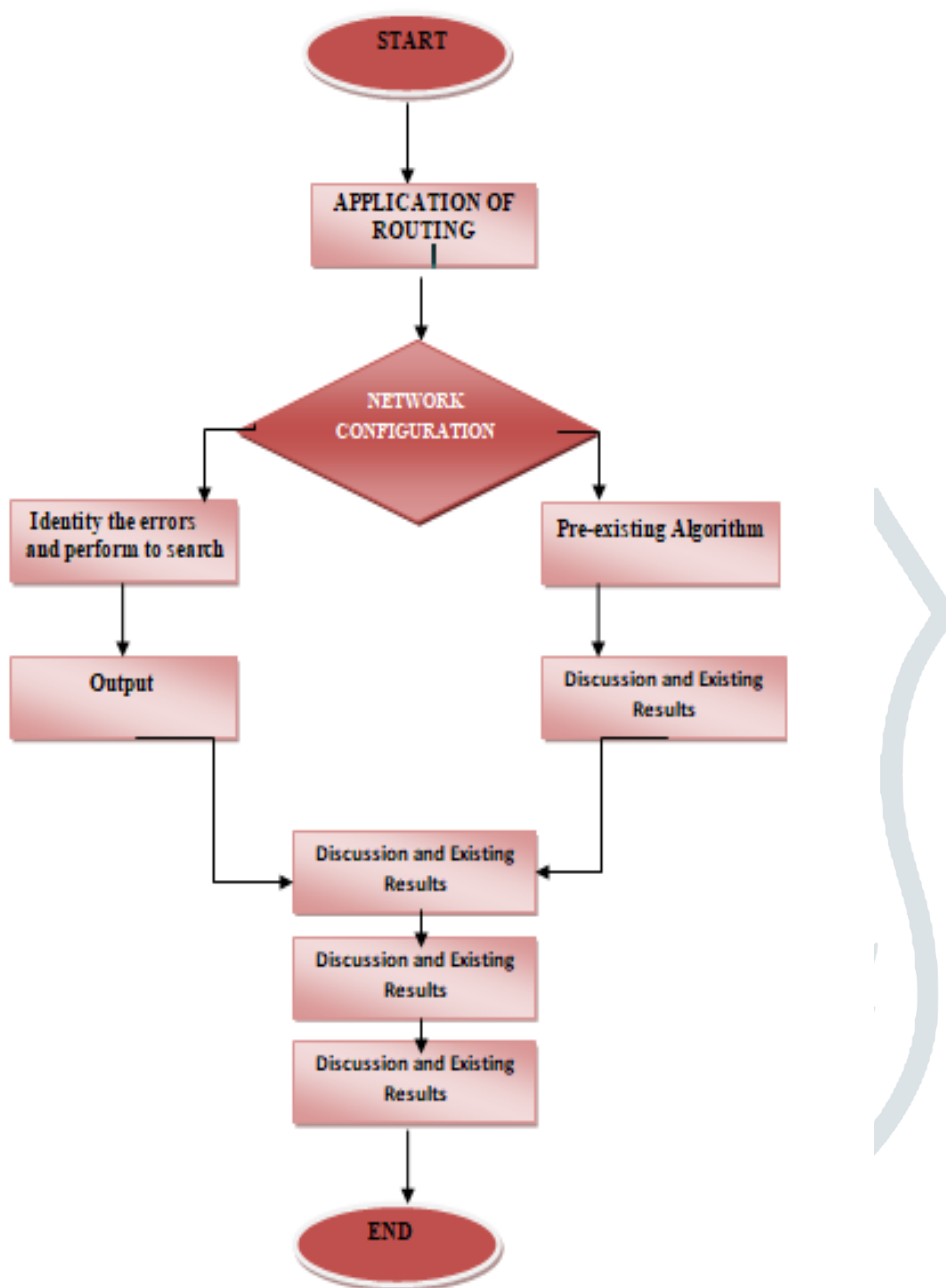 START
APPLICATION OF
ROUTING
NETWORK
CONFIGURATION
Identity the errors
and perform to search
Pre-existing Algorithm
Output
Discussion and Existing
Results
Discussion and Existing
Results
Discussion and Existing
Results
Discussion and Existing
Results
END